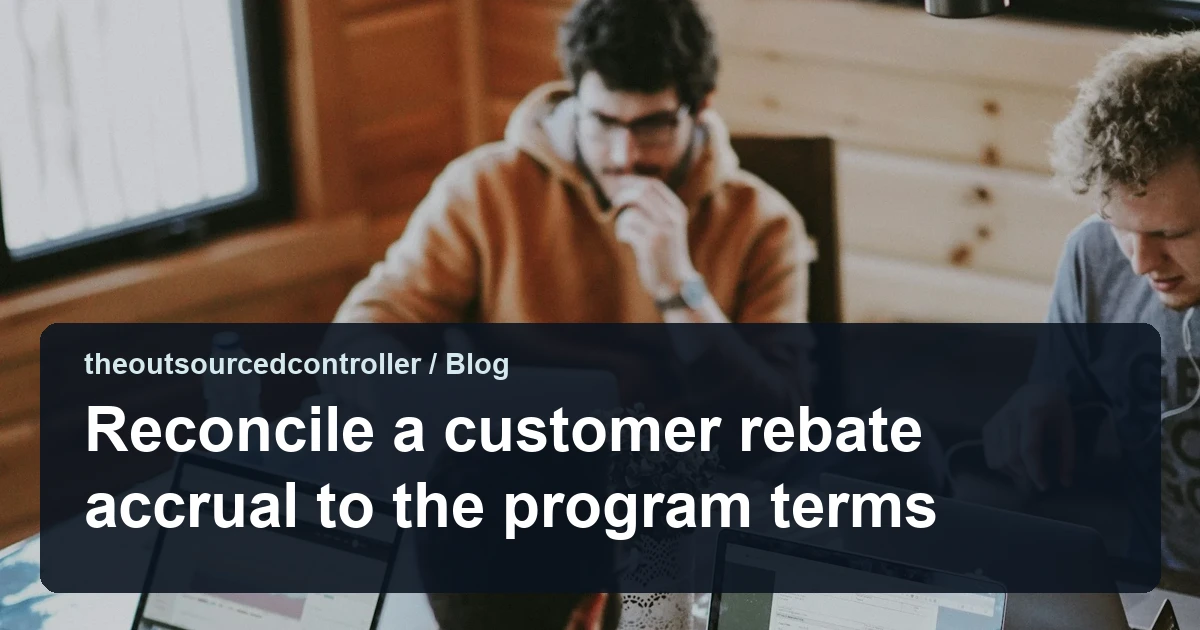 theoutsourcedcontroller / Blog
Reconcile a customer rebate
accrual to the program terms